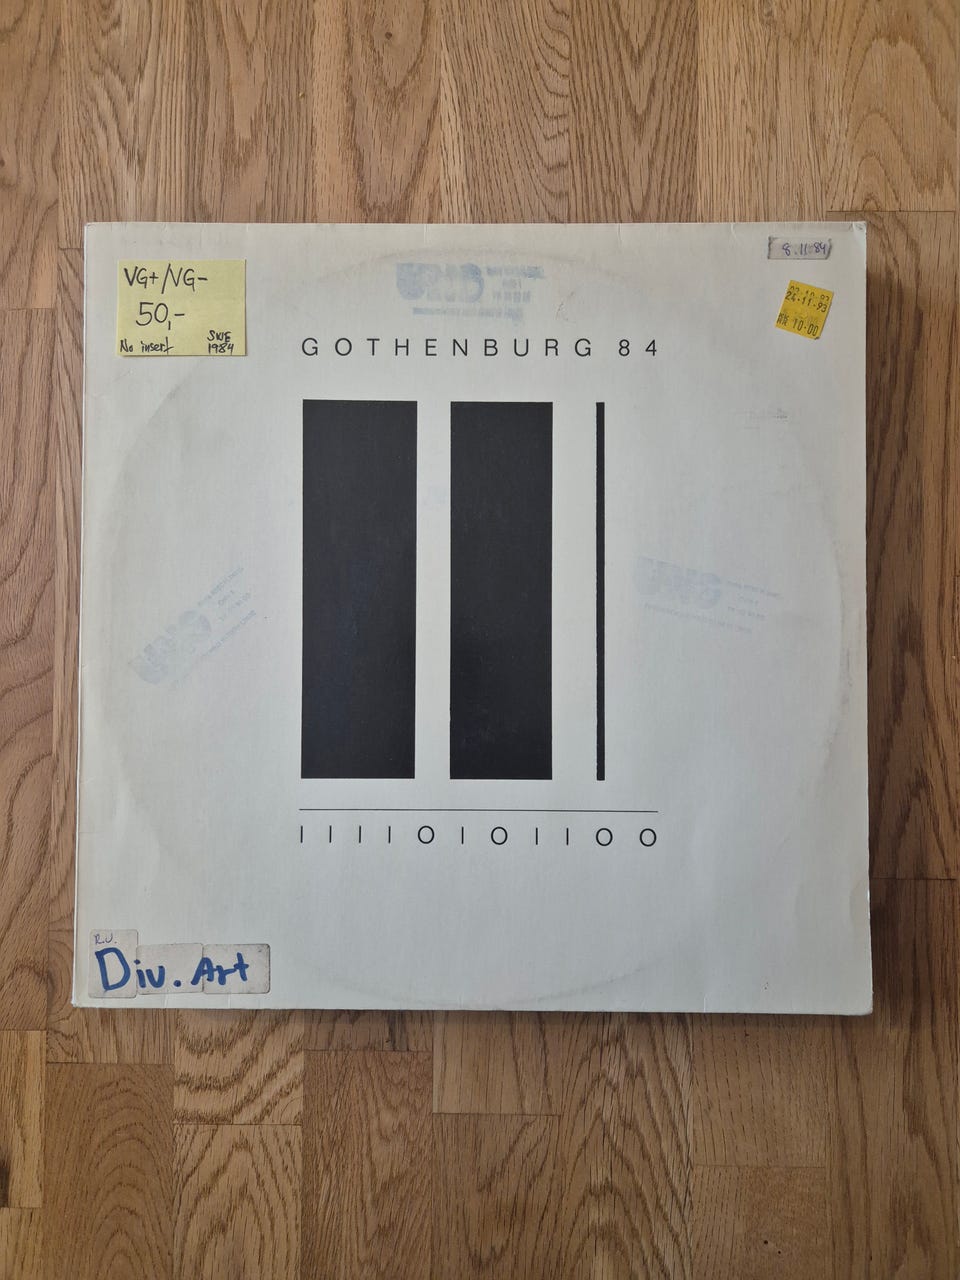 VG+/VG-
50,-
No insert SWE 1984
8.11.84
24-11-93
10-00
GOTHENBURG 84
11110101100
R.U.
Div. Art